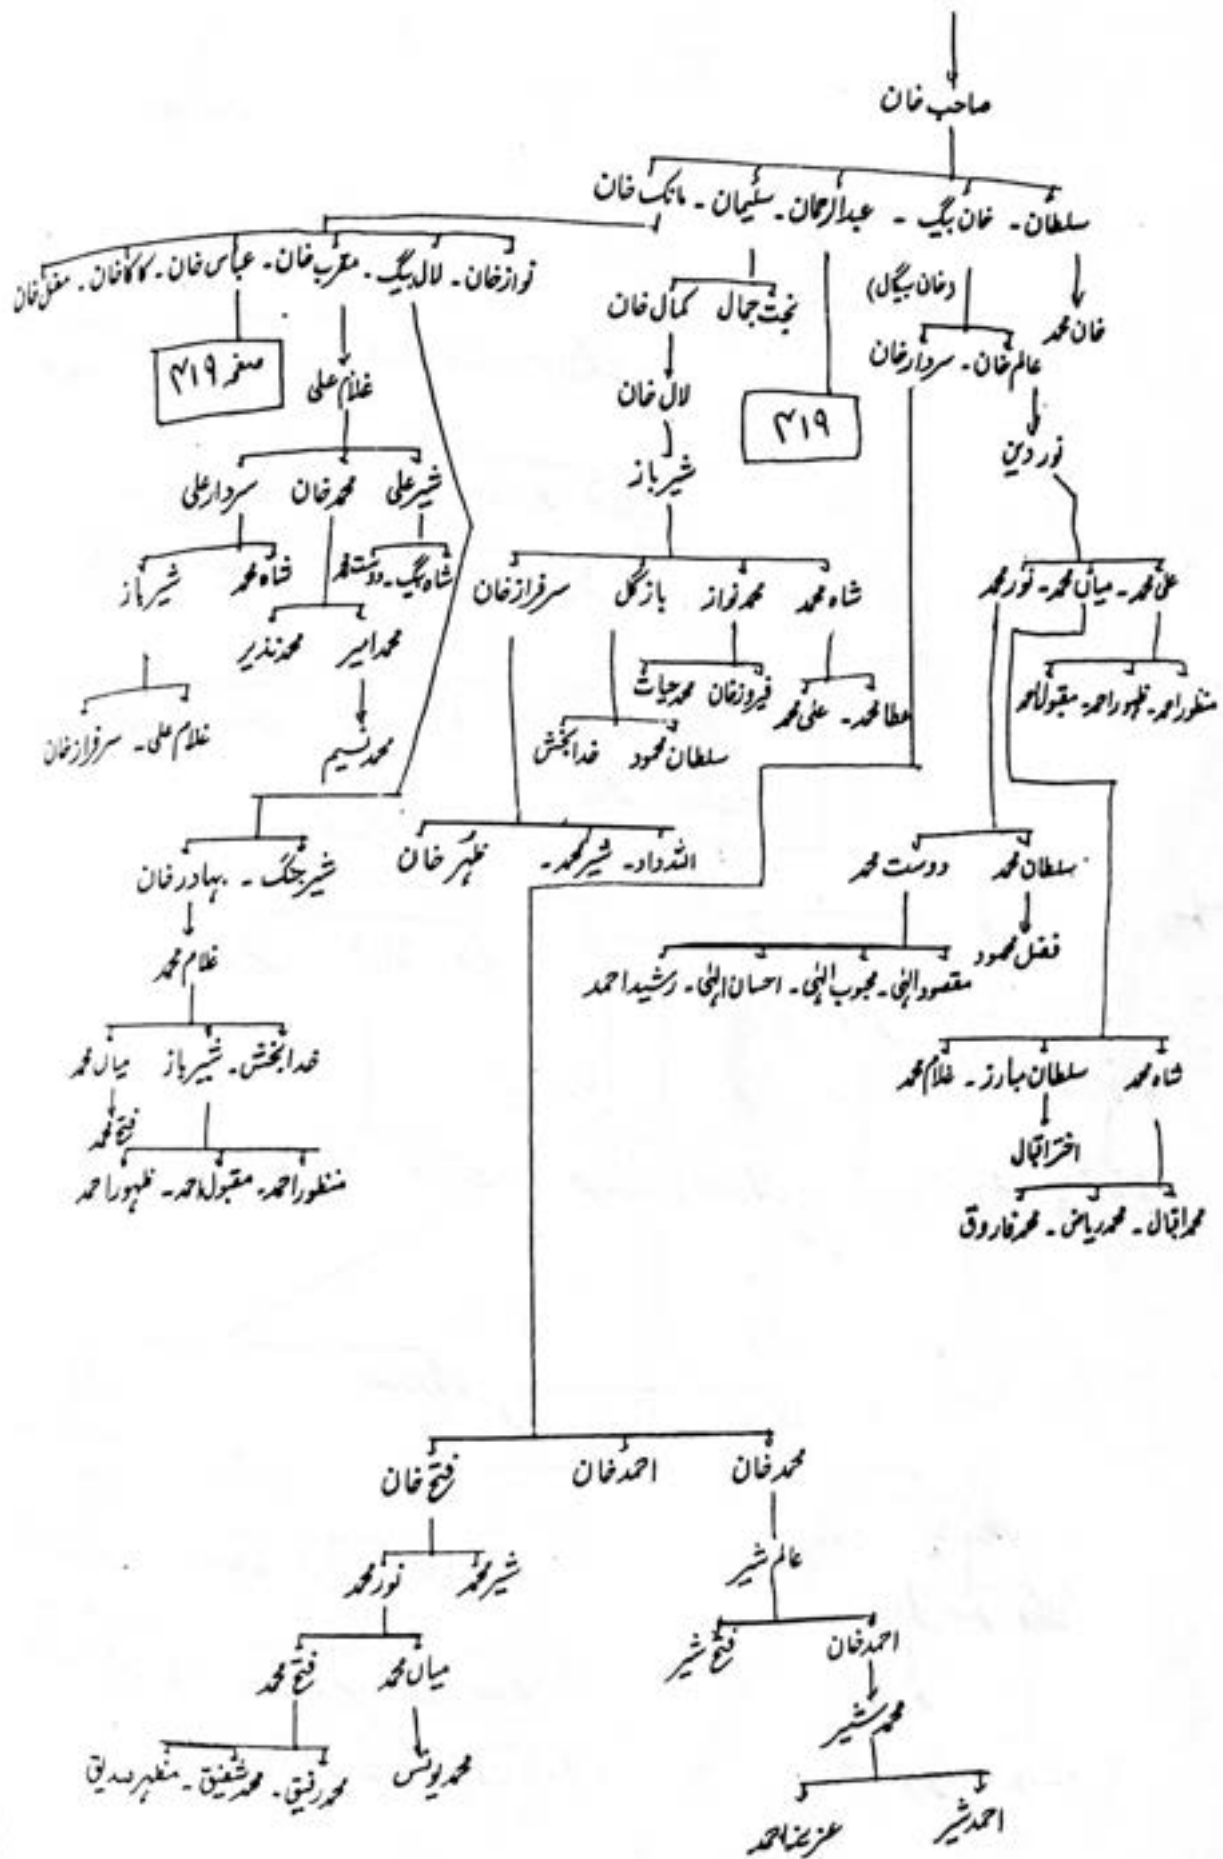 صاحب خان
سلطان - خان بیگ - عبدالرحمان - سلیمان - مانک خان
نواز خان - لال بیگ - مقرب خان - عباس خان - کاکا خان - مغل خان
(خان بیگال)
خان محمد
بخت جمال کمال خان
عالم خان - سردار خان
صفحہ ۴۱۹
غلام علی
لال خان
۴۱۹
نور دین
شیر باز
شیر علی محمد خان سردار علی
علی محمد - میاں محمد - نور محمد
شاہ محمد محمد نواز باز گل سرفراز خان
شاہ بیگ - دوست محمد
شاہ محمد شیر باز
محمد امیر محمد نذیر
منظور احمد - ظہور احمد - مقبول احمد
عطا محمد - علی محمد
فیروز خان محمد حیات
سلطان محمود خدا بخش
غلام علی - سرفراز خان
محمد نسیم
اللہ داد - شیر محمد - ظہر خان
سلطان محمد دوست محمد
شیر جنگ - بہادر خان
فضل محمود
مقصود الہی - محبوب الہی - احسان الہی - رشید احمد
غلام محمد
شاہ محمد سلطان مبارز - غلام محمد
خدا بخش - شیر باز میاں محمد
فتح محمد
اختر اقبال
منظور احمد - مقبول احمد - ظہور احمد
محمد اقبال - محمد ریاض - محمد فاروق
محمد خان احمد خان فتح خان
عالم شیر
شیر محمد نور محمد
احمد خان فتح شیر
میاں محمد فتح محمد
محمد شیر
محمد یونس
محمد رفیق - محمد شفیق - مظہر صدیق
احمد شیر عزیز احمد